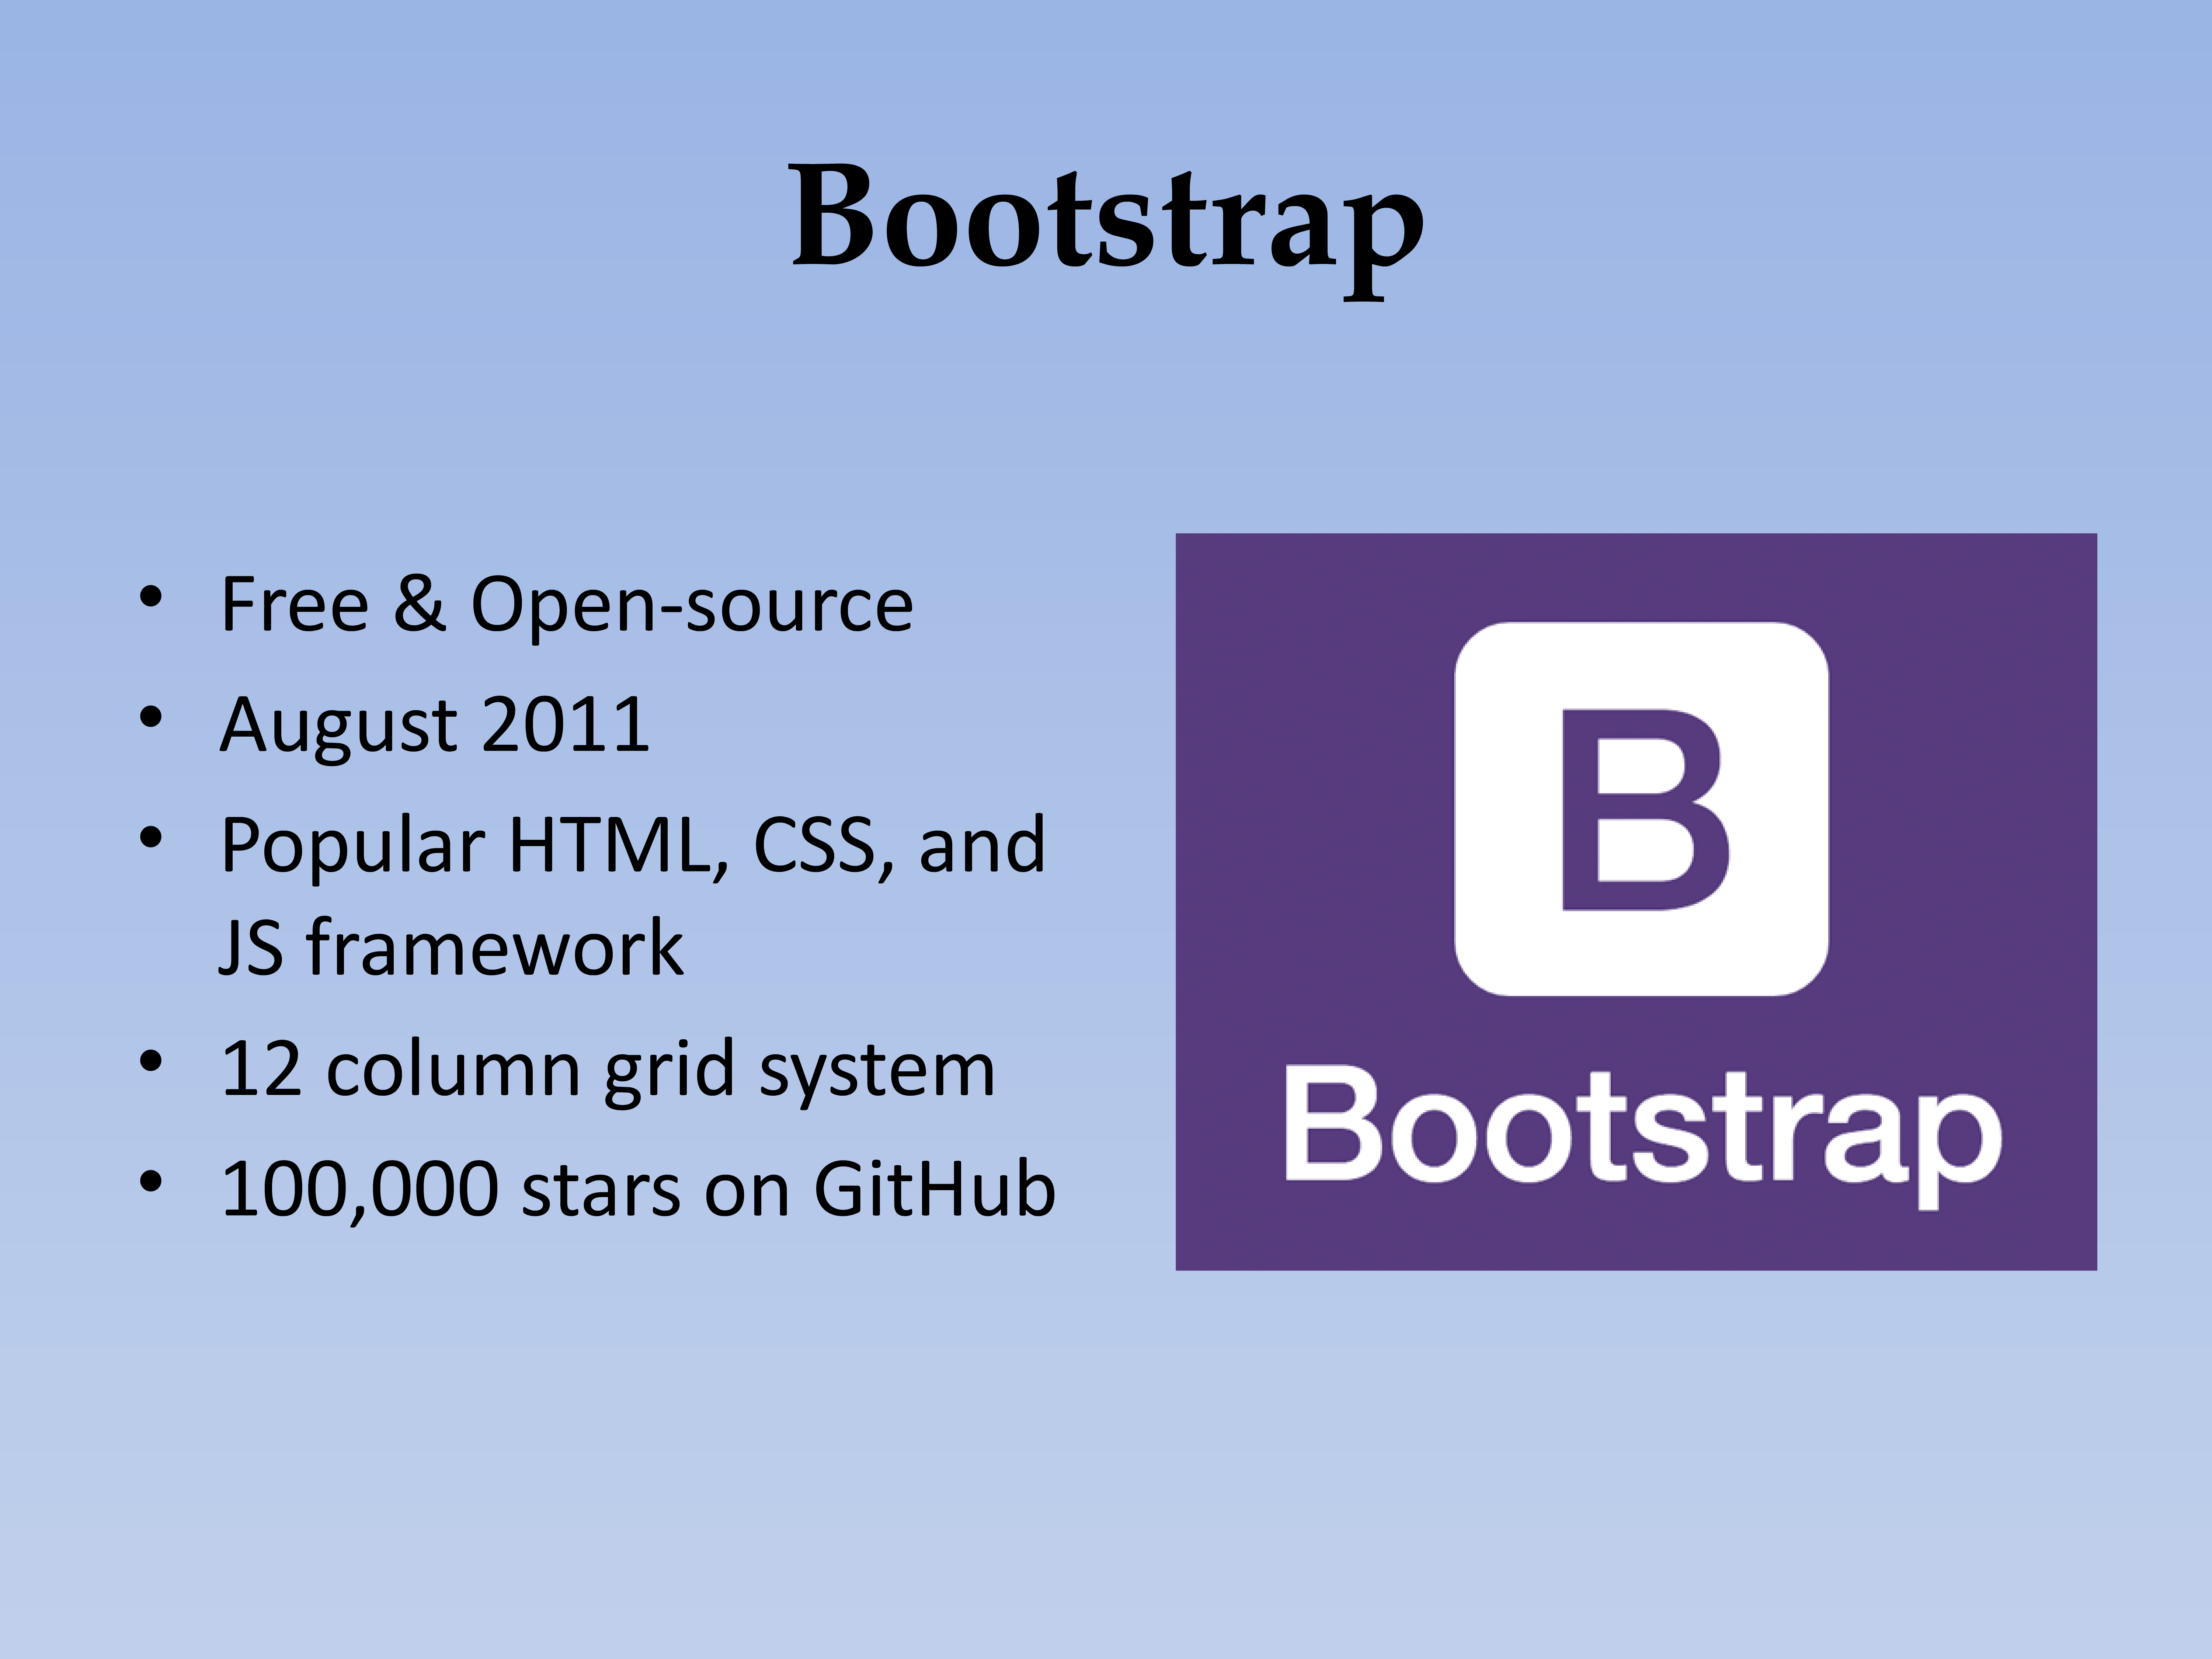 Bootstrap
• Free & Open-source
• August 2011
• Popular HTML, CSS, and
JS framework
• 12 column grid system
• 100,000 stars on GitHub
B
Bootstrap